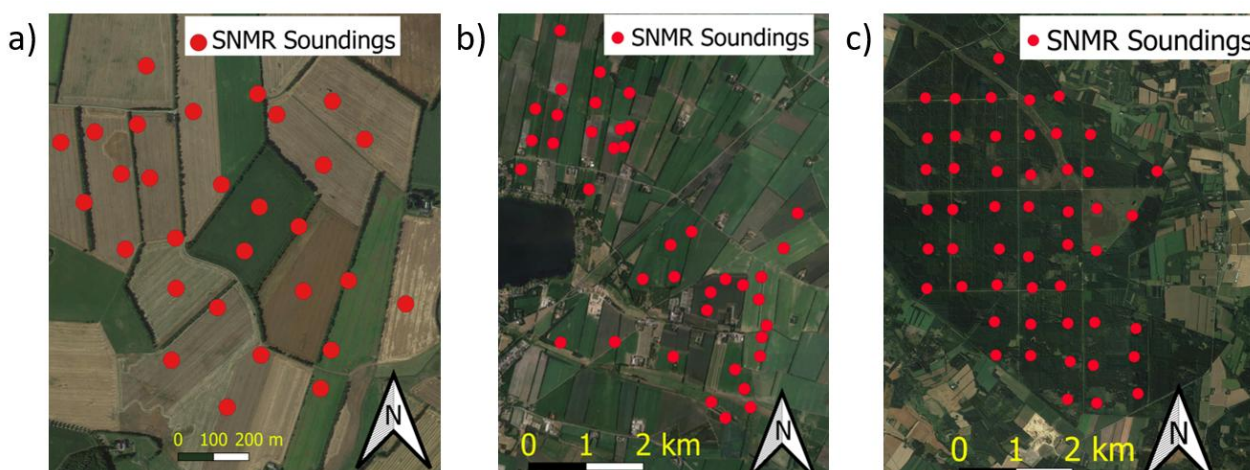 a)
SNMR Soundings
N
0 100 200 m
b)
SNMR Soundings
N
0 1 2 km
c)
SNMR Soundings
N
0 1 2 km